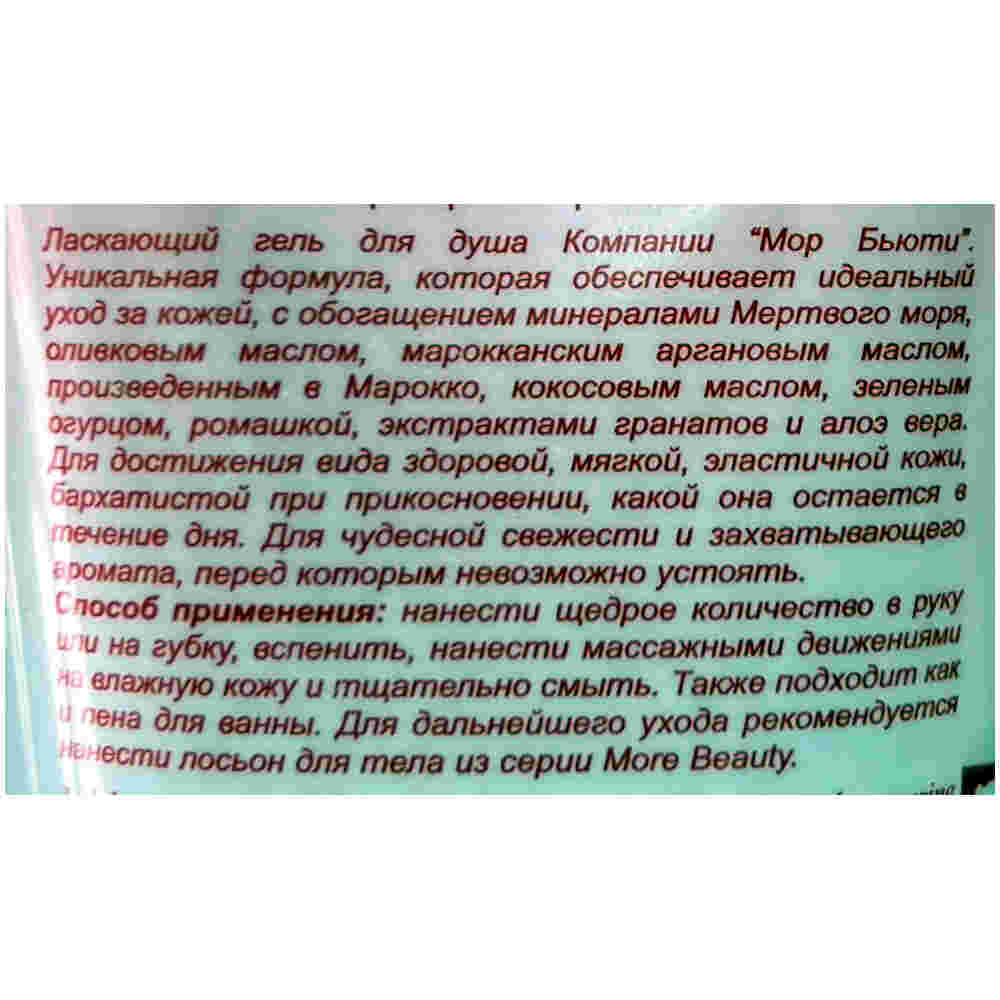 Ласкающий гель для душа Компании “Мор Бьюти”.
Уникальная формула, которая обеспечивает идеальный
уход за кожей, с обогащением минералами Мертвого моря,
оливковым маслом, марокканским аргановым маслом,
произведенным в Марокко, кокосовым маслом, зеленым
огурцом, ромашкой, экстрактами гранатов и алоэ вера.
Для достижения вида здоровой, мягкой, эластичной кожи,
бархатистой при прикосновении, какой она остается в
течение дня. Для чудесной свежести и захватывающего
аромата, перед которым невозможно устоять.
Способ применения: нанести щедрое количество в руку
или на губку, вспенить, нанести массажными движениями
на влажную кожу и тщательно смыть. Также подходит как
и пена для ванны. Для дальнейшего ухода рекомендуется
нанести лосьон для тела из серии More Beauty.